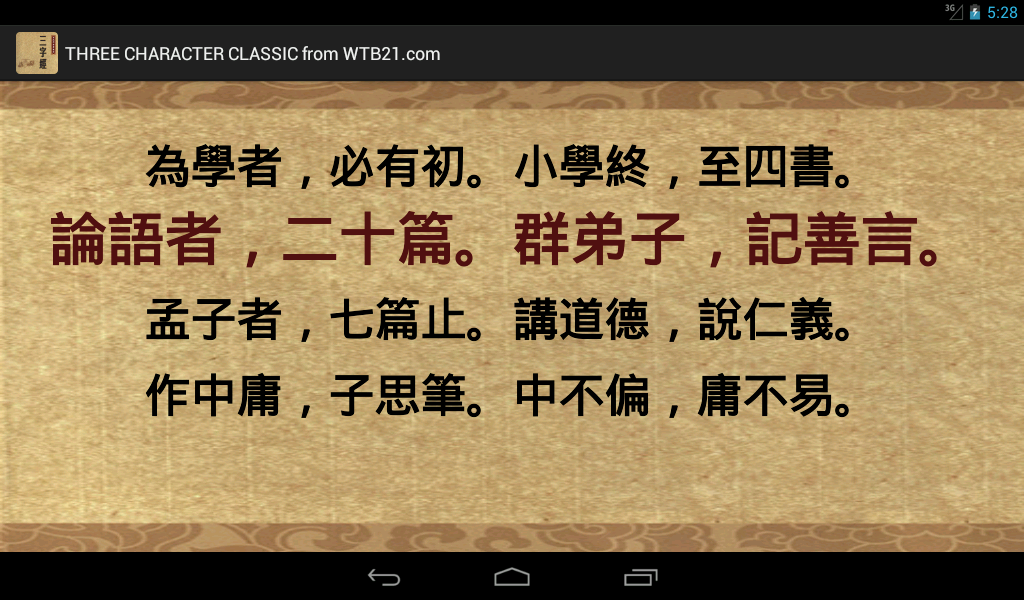 3G 5:28
三字經 THREE CHARACTER CLASSIC from WTB21.com
為學者，必有初。小學終，至四書。
論語者，二十篇。群弟子，記善言。
孟子者，七篇止。講道德，說仁義。
作中庸，子思筆。中不偏，庸不易。